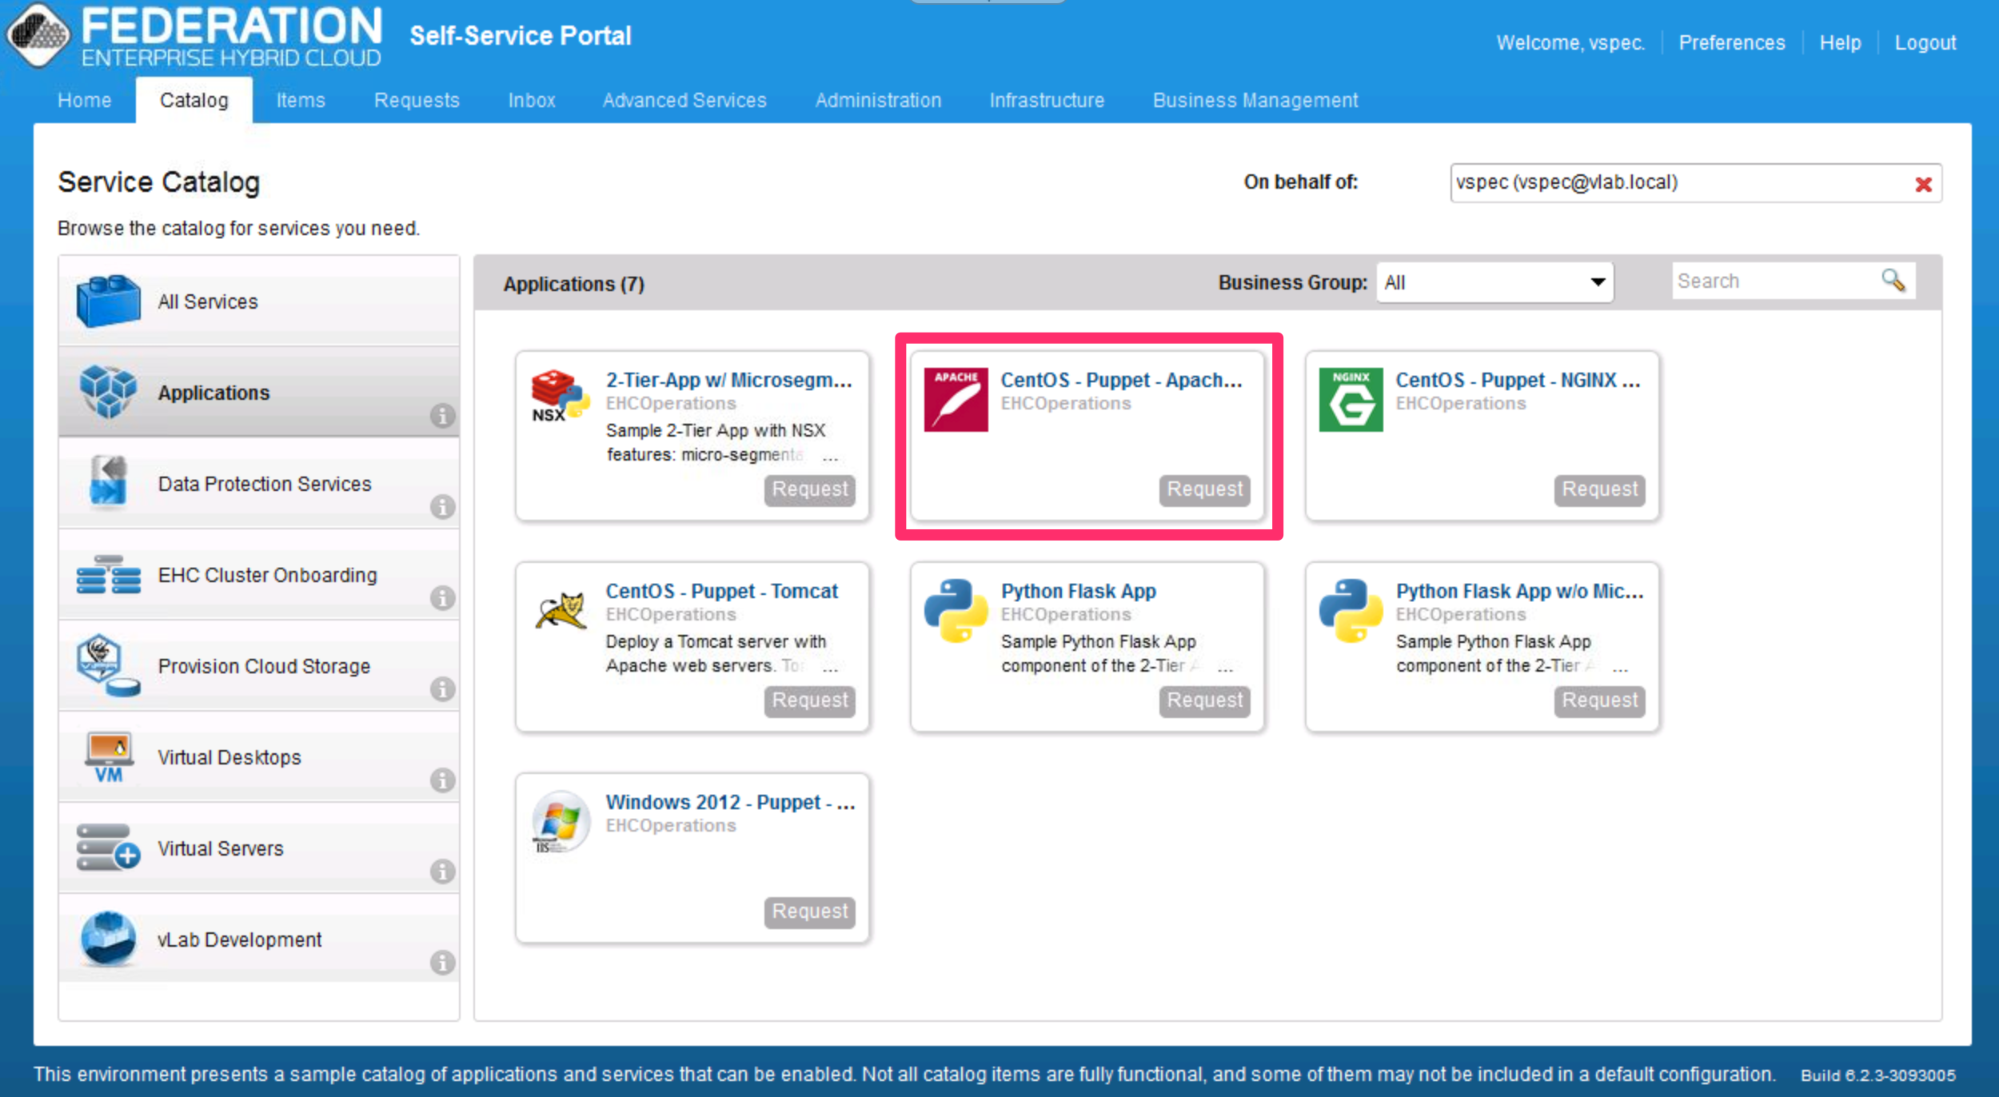 FEDERATION
ENTERPRISE HYBRID CLOUD
Self-Service Portal
Welcome, vspec.
Preferences
Help
Logout
Home
Catalog
Items
Requests
Inbox
Advanced Services
Administration
Infrastructure
Business Management
Service Catalog
On behalf of:
vspec (vspec@vlab.local)
Browse the catalog for services you need.
All Services
Applications
Data Protection Services
EHC Cluster Onboarding
Provision Cloud Storage
VM
Virtual Desktops
Virtual Servers
vLab Development
Applications (7)
Business Group:
All
Search
NSX
2-Tier-App w/ Microsegm...
EHCOperations
Sample 2-Tier App with NSX
features: micro-segmenta ...
Request
APACHE
CentOS - Puppet - Apach...
EHCOperations
Request
NGINX
CentOS - Puppet - NGINX ...
EHCOperations
Request
CentOS - Puppet - Tomcat
EHCOperations
Deploy a Tomcat server with
Apache web servers. To ...
Request
Python Flask App
EHCOperations
Sample Python Flask App
component of the 2-Tier A ...
Request
Python Flask App w/o Mic...
EHCOperations
Sample Python Flask App
component of the 2-Tier A ...
Request
IIS
Windows 2012 - Puppet - ...
EHCOperations
Request
This environment presents a sample catalog of applications and services that can be enabled. Not all catalog items are fully functional, and some of them may not be included in a default configuration.
Build 6.2.3-3093005